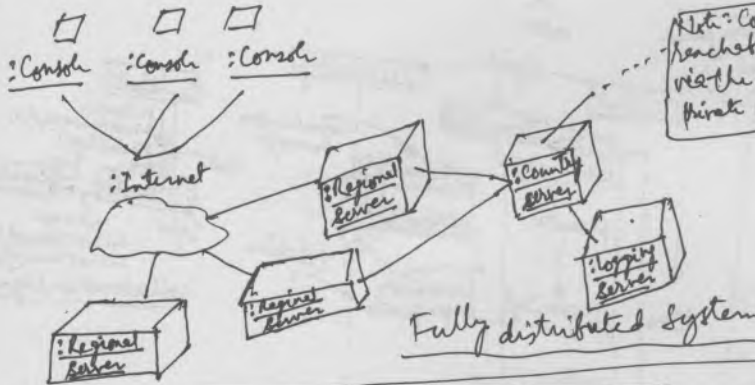 :Console :Console :Console
Note: Co
reachab
via the
private
:Internet
:Regional
Server
:Country
Server
:Reginal
Server
:Logging
Server
:Regional
Server
Fully distributed System